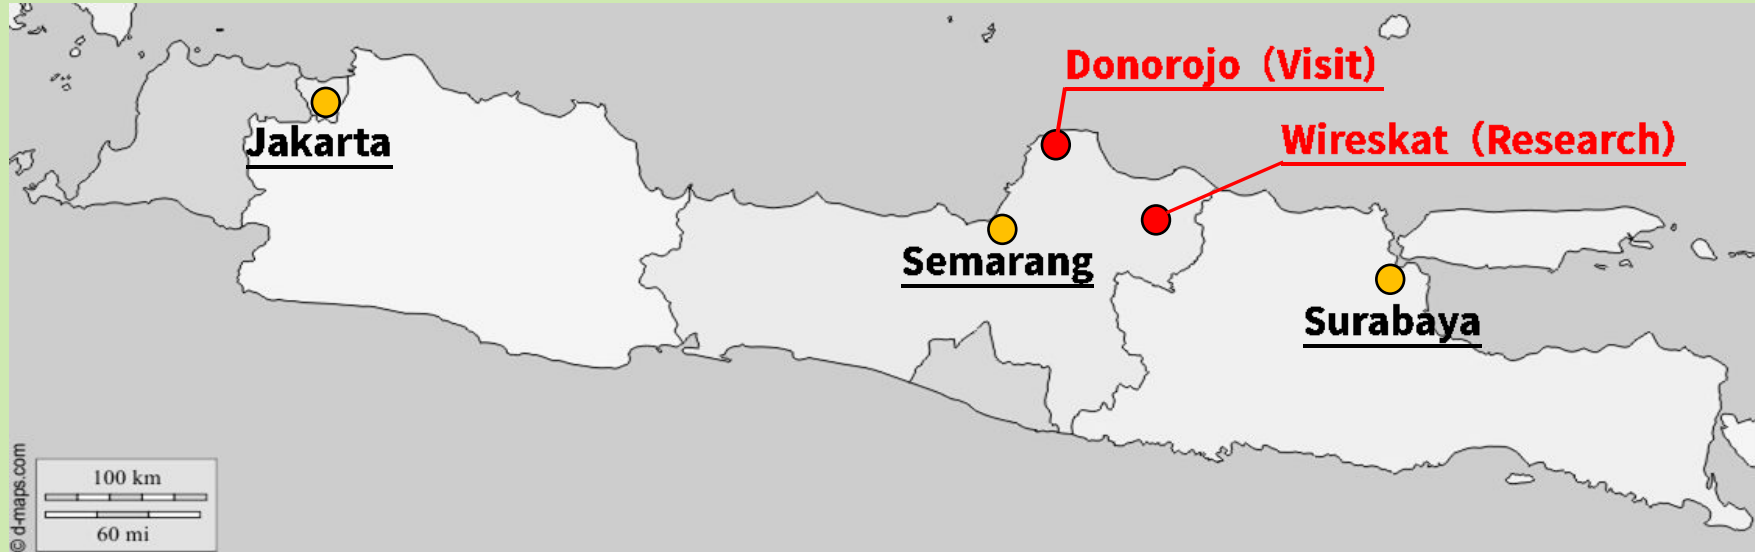 Donorojo（Visit）
Wireskat（Research）
Jakarta
Semarang
Surabaya
100 km
60 mi
© d-maps.com